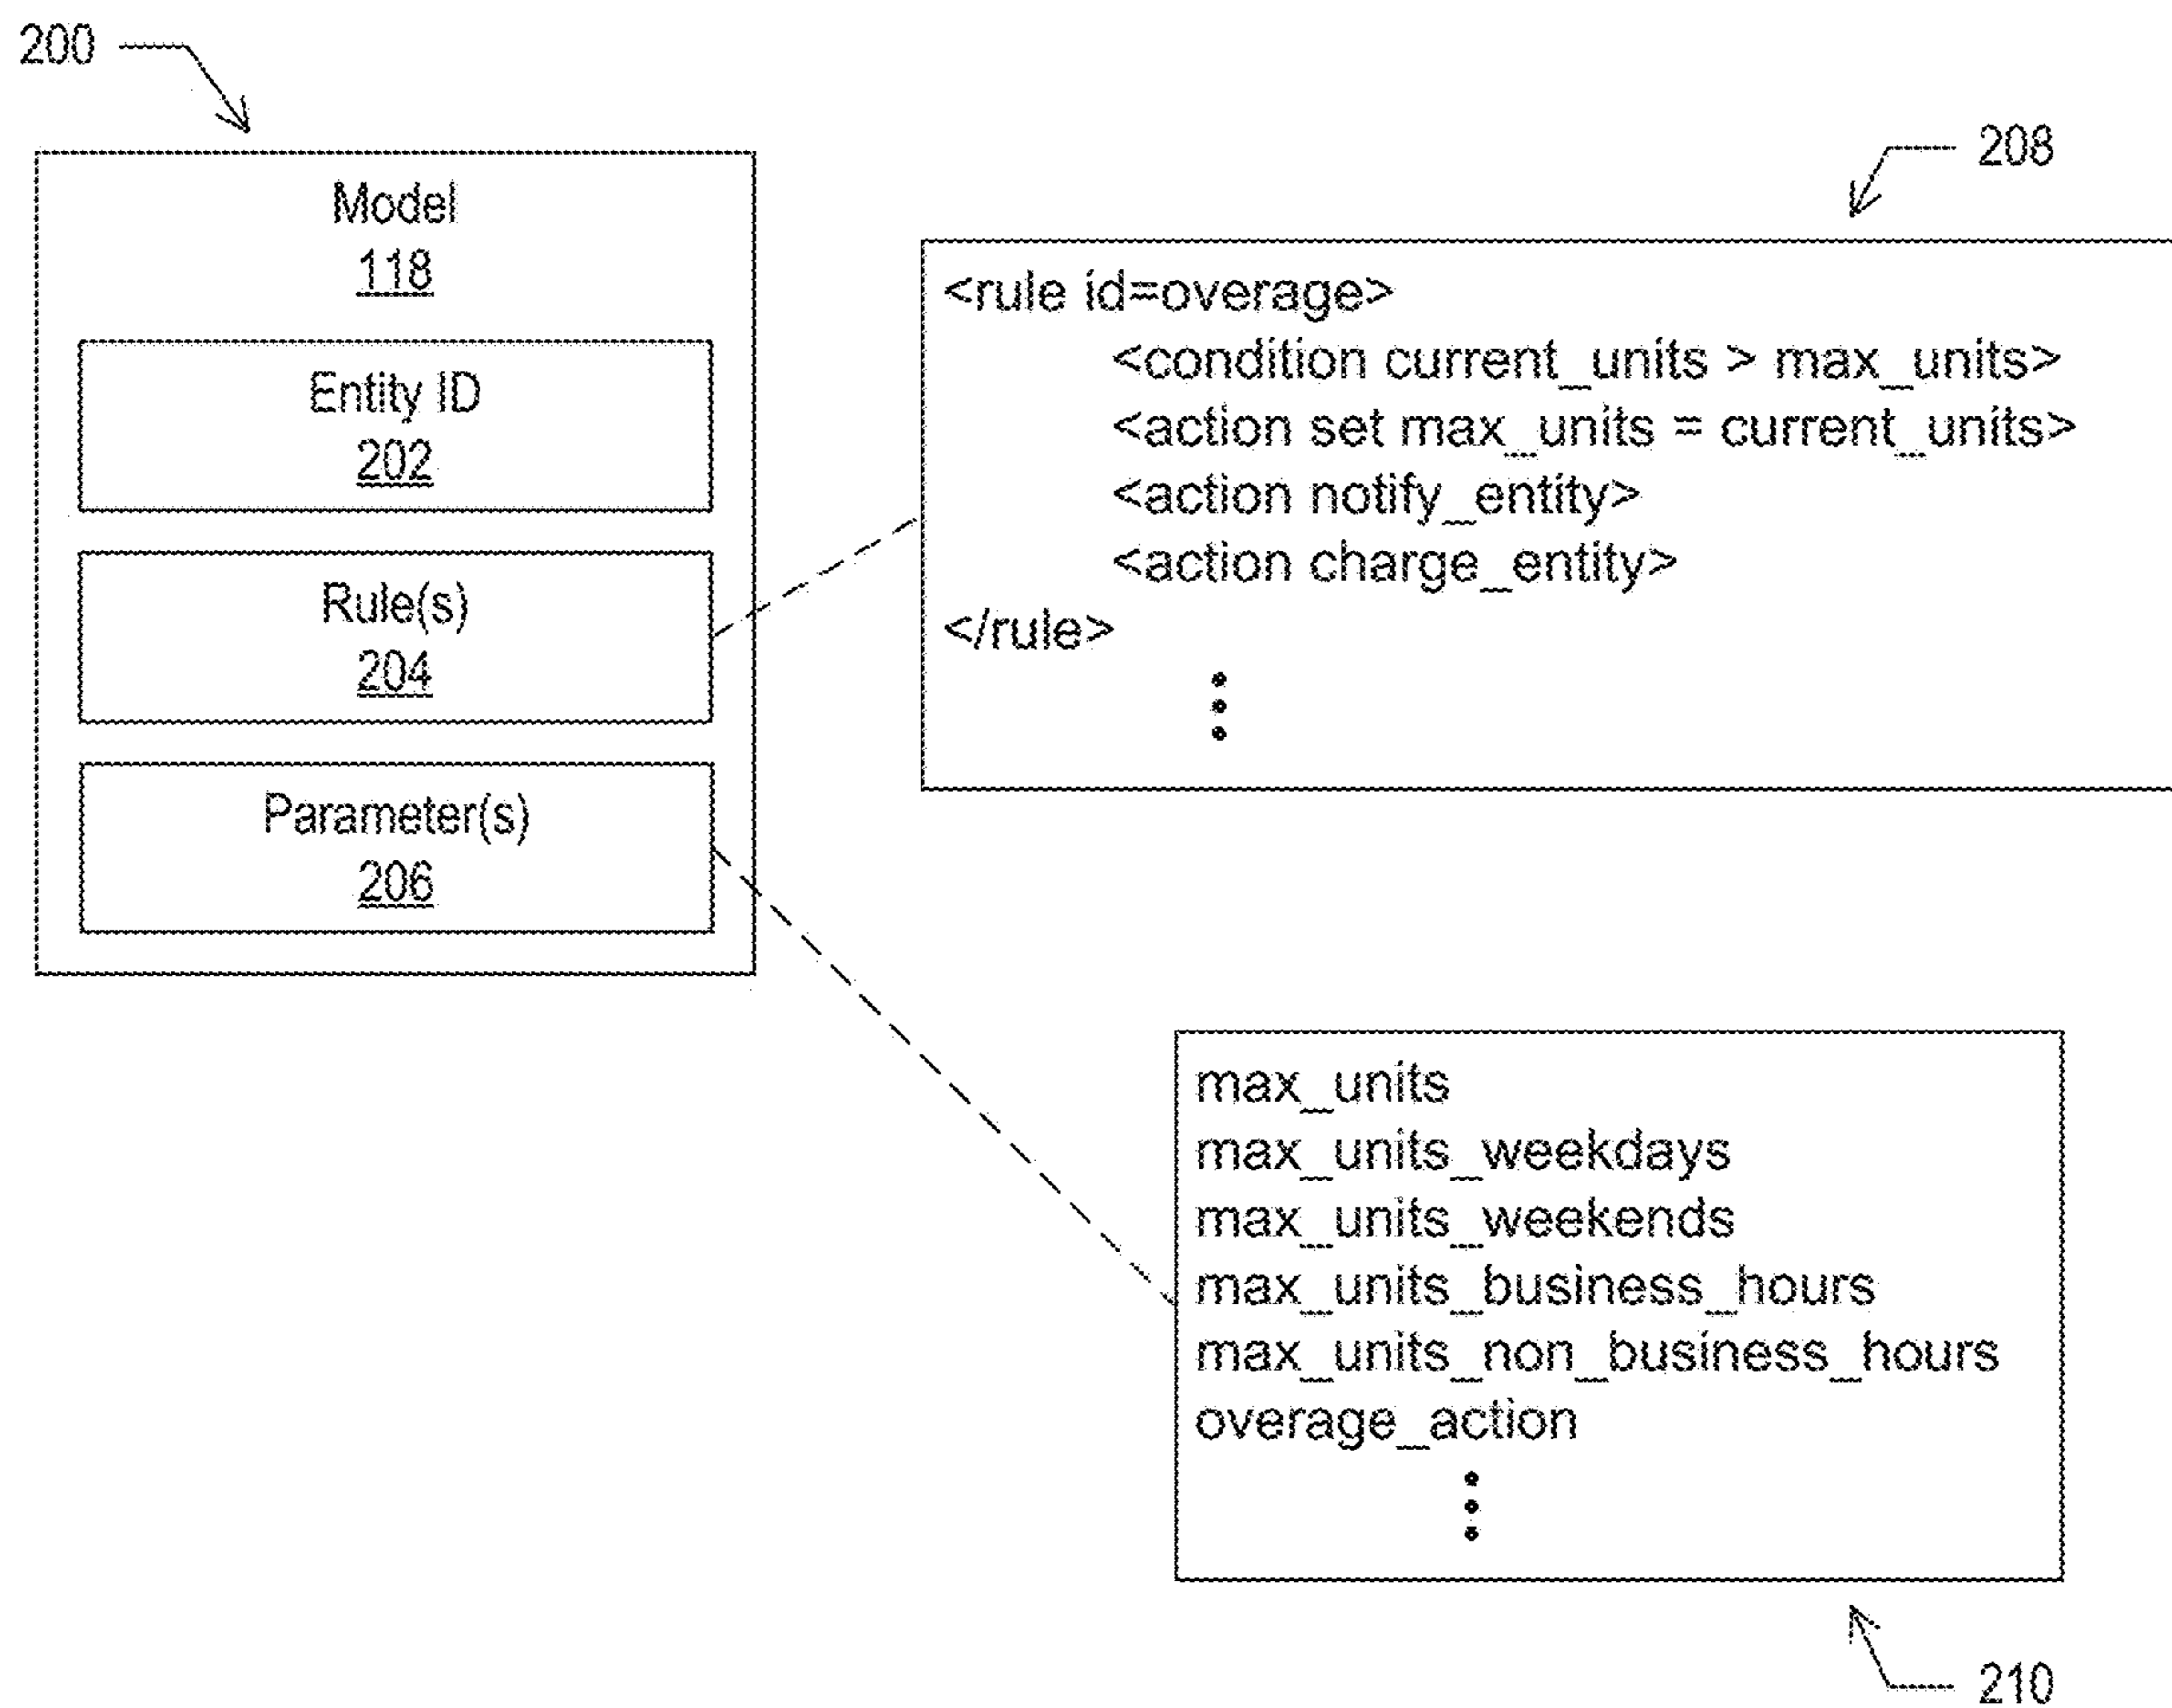 200
Model
118
Entity ID
202
Rule(s)
204
Parameter(s)
206
208
<rule id=overage>
<condition current_units > max_units>
<action set max_units = current_units>
<action notify_entity>
<action charge_entity>
</rule>
max_units
max_units_weekdays
max_units_weekends
max_units_business_hours
max_units_non_business_hours
overage_action
210